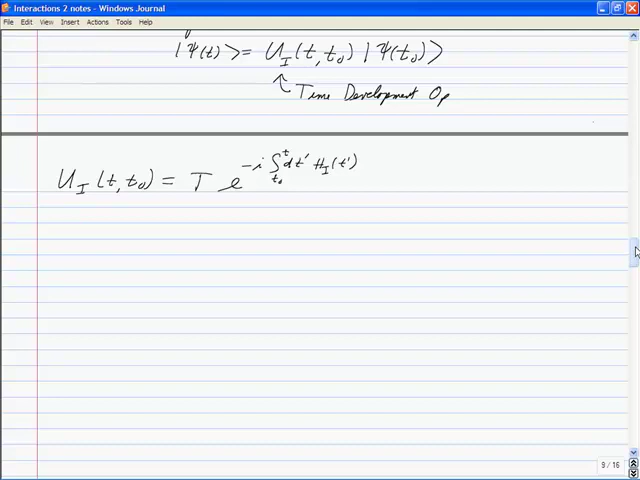 Interactions 2 notes - Windows Journal
File Edit View Insert Actions Tools Help
|Ψ(t)> = U_I(t,t₀) |Ψ(t₀)>
Time Development Op
U_I(t,t₀) = T e^{-i ∫_{t₀}^{t} dt' H_I(t')}
9 / 16